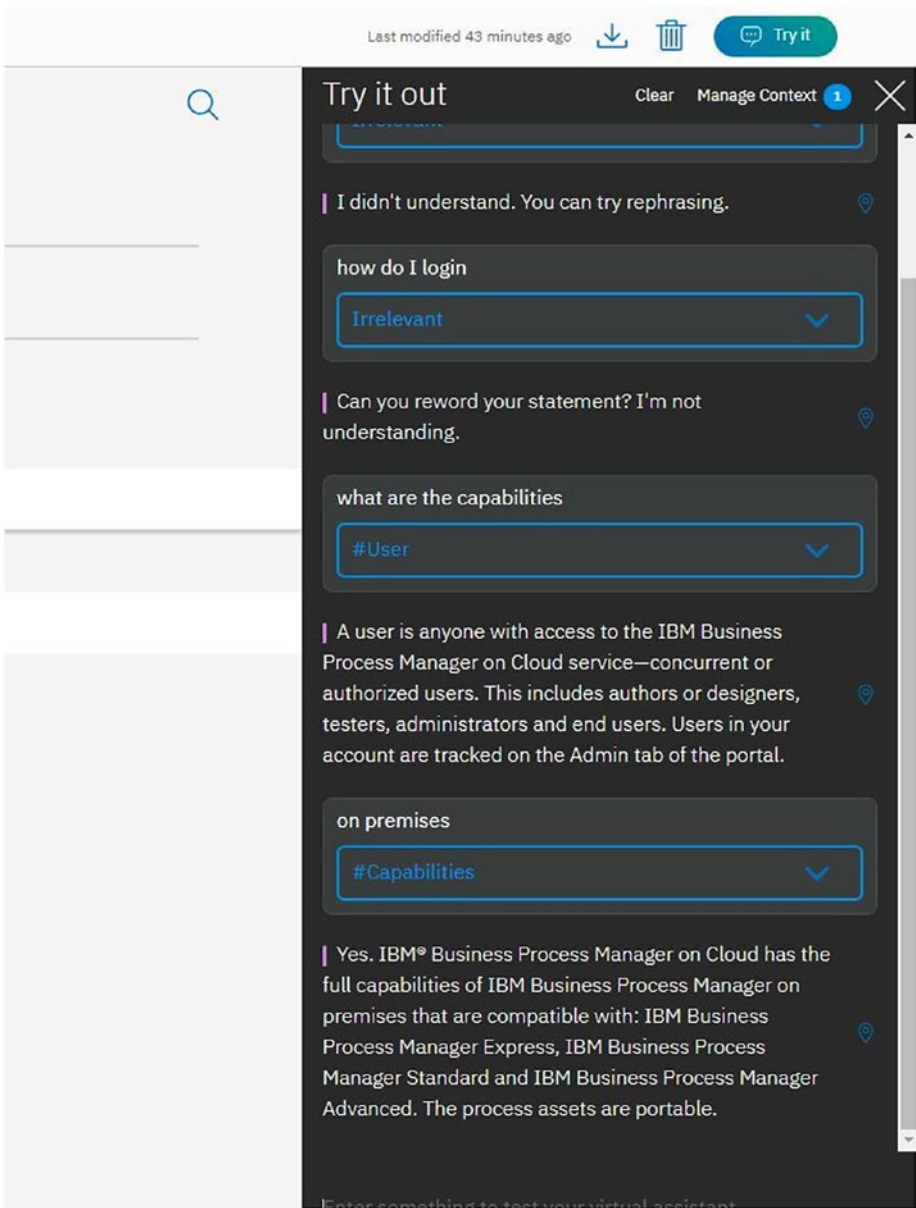 Last modified 43 minutes ago
Try it
Try it out
Clear
Manage Context 1
Irrelevant
I didn't understand. You can try rephrasing.
how do I login
Irrelevant
Can you reword your statement? I'm not
understanding.
what are the capabilities
#User
A user is anyone with access to the IBM Business
Process Manager on Cloud service—concurrent or
authorized users. This includes authors or designers,
testers, administrators and end users. Users in your
account are tracked on the Admin tab of the portal.
on premises
#Capabilities
Yes. IBM® Business Process Manager on Cloud has the
full capabilities of IBM Business Process Manager on
premises that are compatible with: IBM Business
Process Manager Express, IBM Business Process
Manager Standard and IBM Business Process Manager
Advanced. The process assets are portable.
Enter something to test your virtual assistant